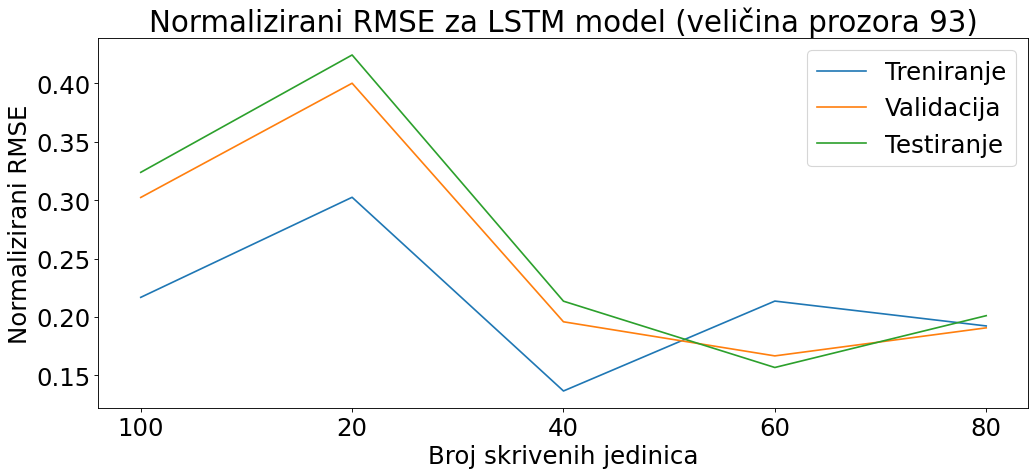 Normalizirani RMSE za LSTM model (veličina prozora 93)
Treniranje
Validacija
Testiranje
Normalizirani RMSE
0.40
0.35
0.30
0.25
0.20
0.15
100 20 40 60 80
Broj skrivenih jedinica